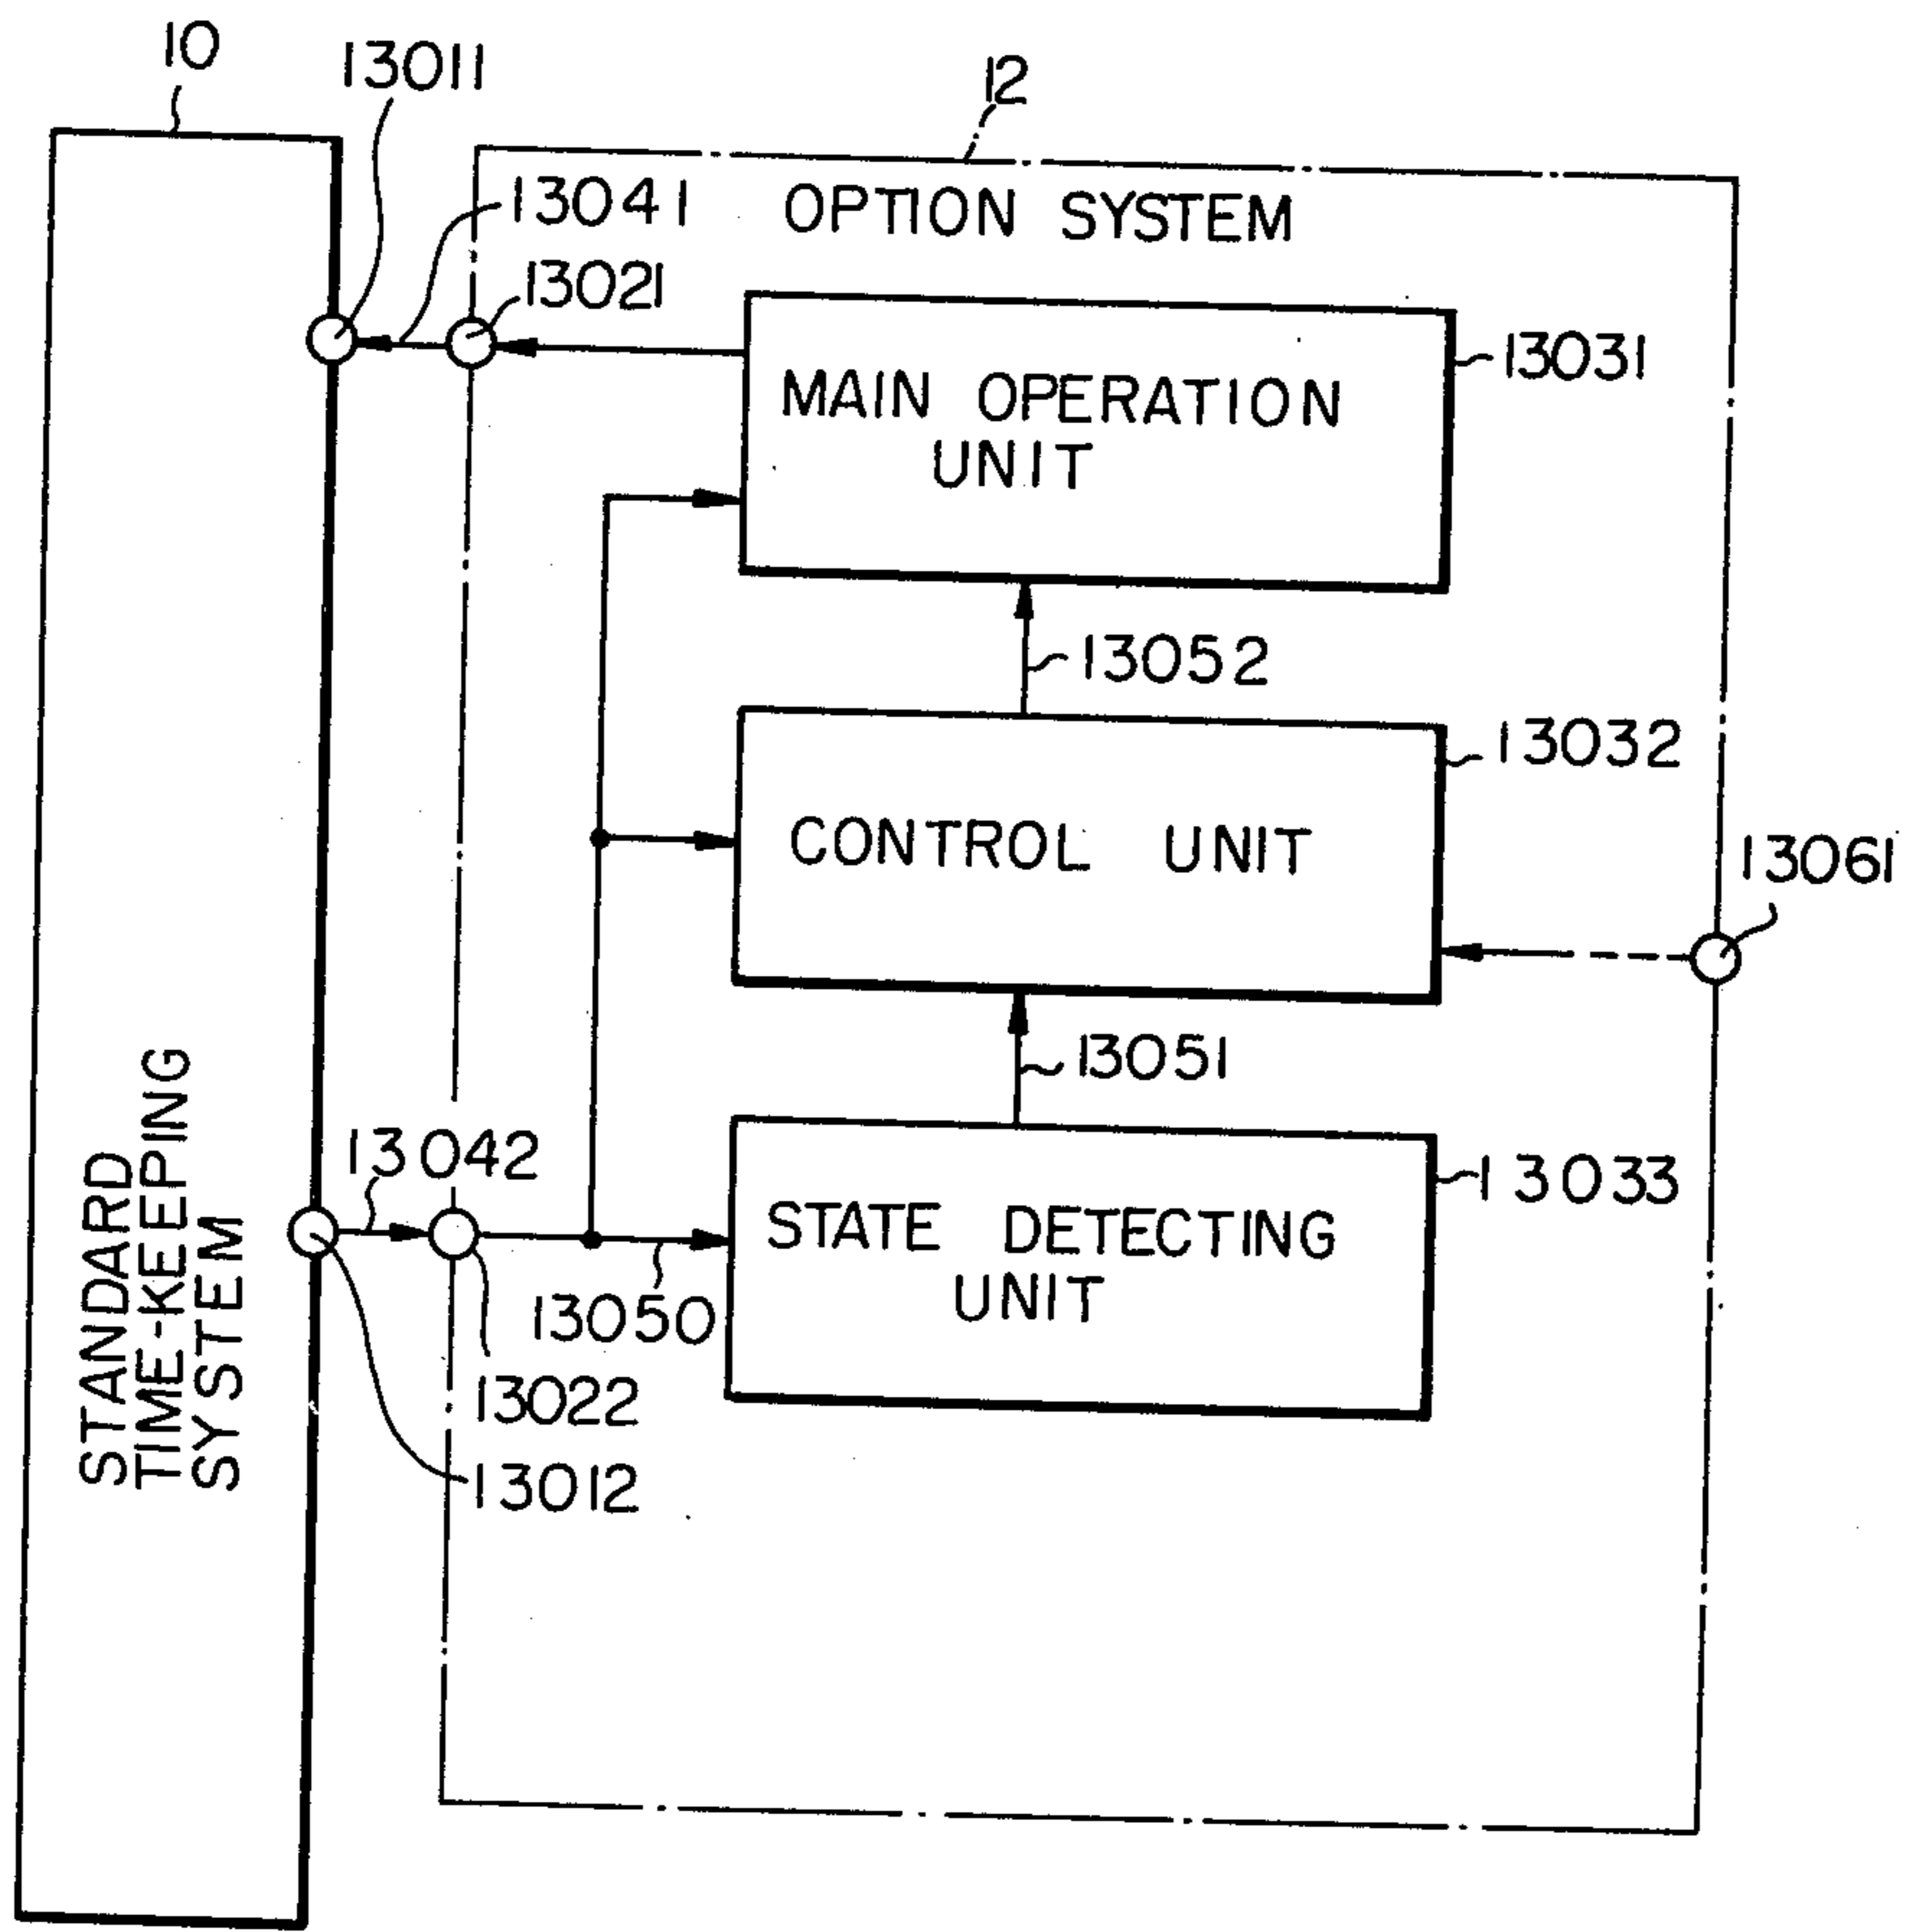 10
13011
12
13041
OPTION SYSTEM
13021
13031
MAIN OPERATION
UNIT
13052
13032
CONTROL UNIT
13061
13051
13042
13033
STATE DETECTING
UNIT
13050
13022
13012
STANDARD
TIME-KEEPING
SYSTEM